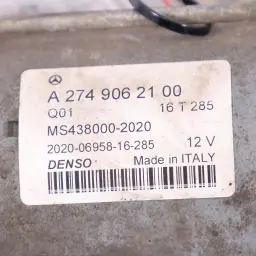 A 274 906 21 00
Q01 16 T 285
MS438000-2020
2020-06958-16-285 12 V
DENSO Made in ITALY